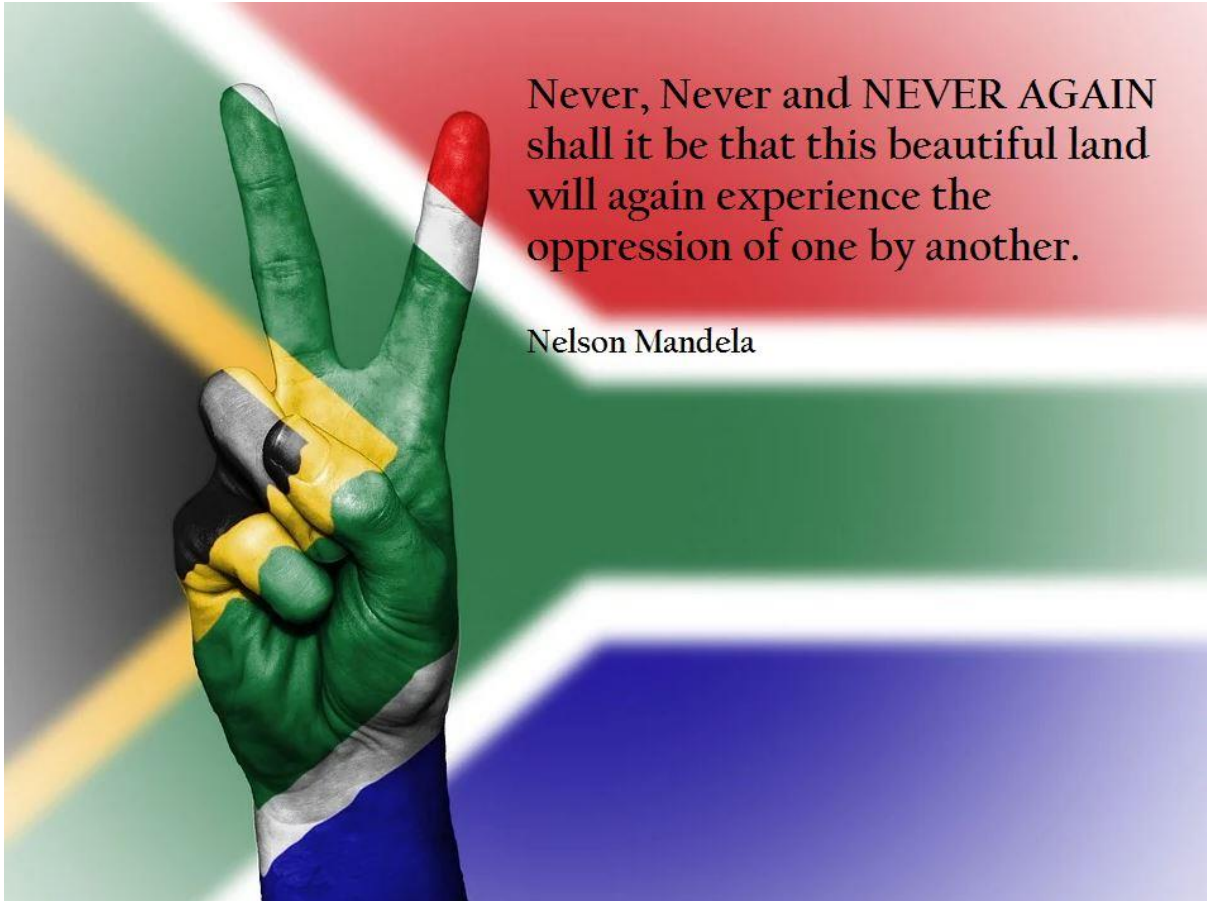 Never, Never and NEVER AGAIN
shall it be that this beautiful land
will again experience the
oppression of one by another.
Nelson Mandela